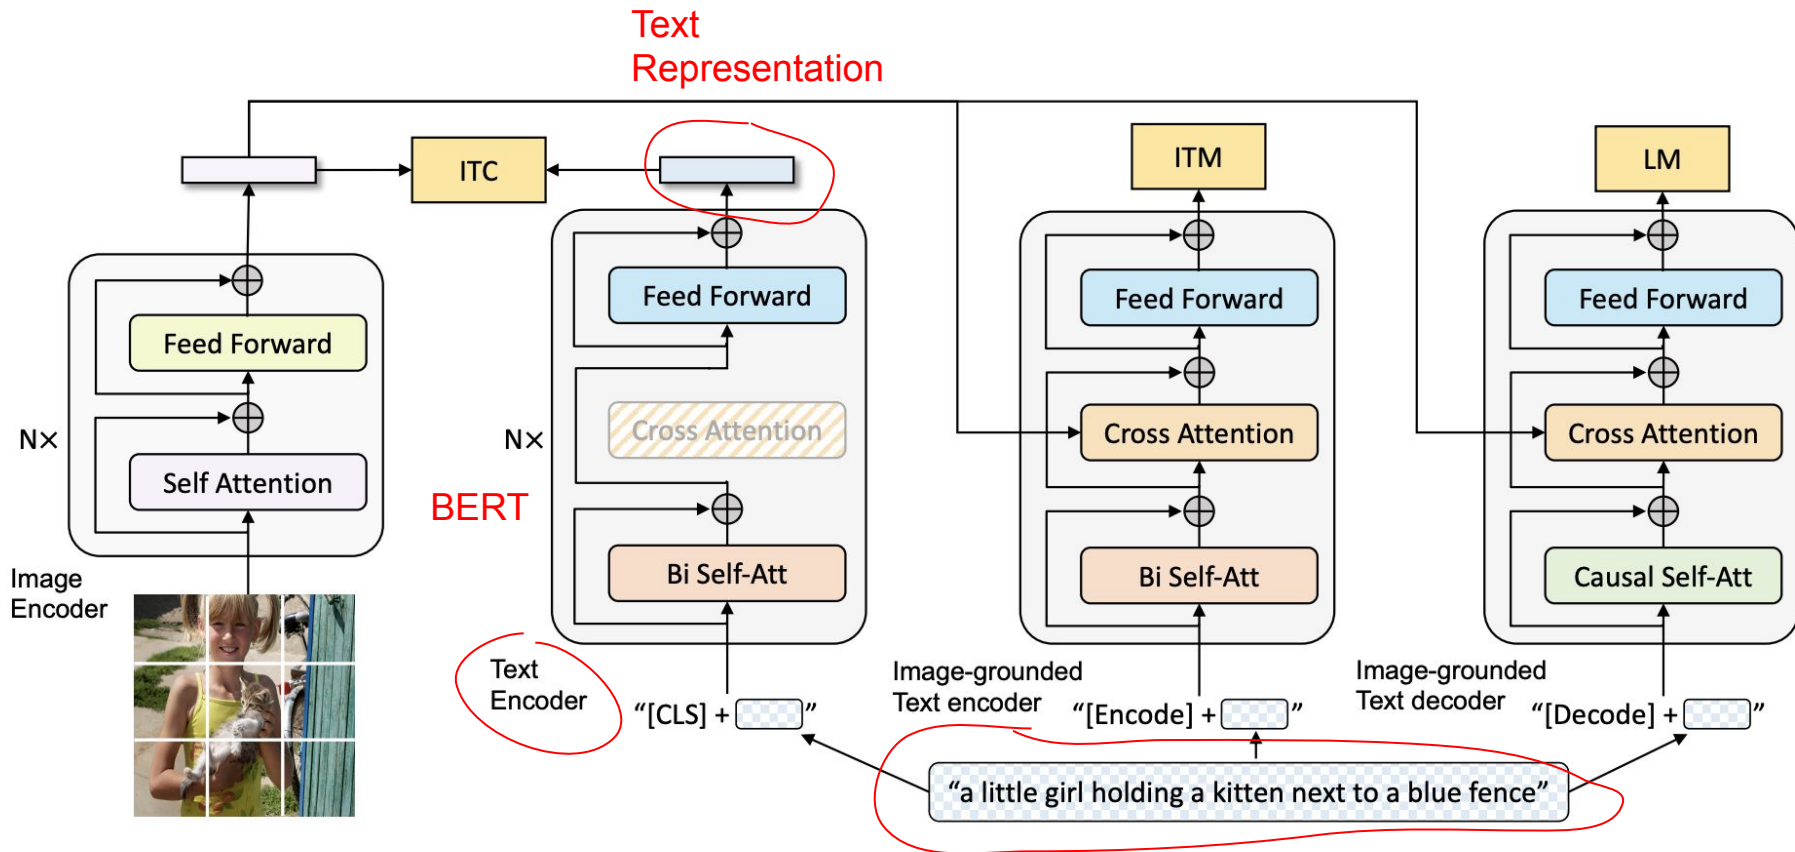 Text
Representation
ITC
ITM
LM
Feed Forward
Feed Forward
Feed Forward
Feed Forward
Cross Attention
Cross Attention
Cross Attention
N×
N×
Self Attention
BERT
Bi Self-Att
Bi Self-Att
Causal Self-Att
Image
Encoder
Text
Encoder
Image-grounded
Text encoder
Image-grounded
Text decoder
“[CLS] + ”
“[Encode] + ”
“[Decode] + ”
“a little girl holding a kitten next to a blue fence”